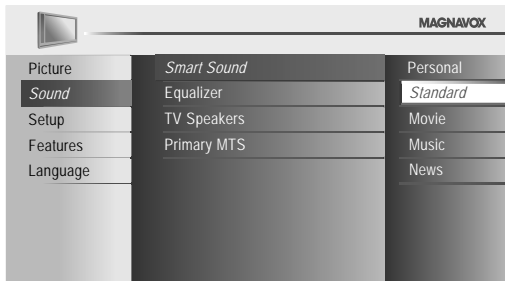 MAGNAVOX
Picture
Sound
Setup
Features
Language
Smart Sound
Equalizer
TV Speakers
Primary MTS
Personal
Standard
Movie
Music
News